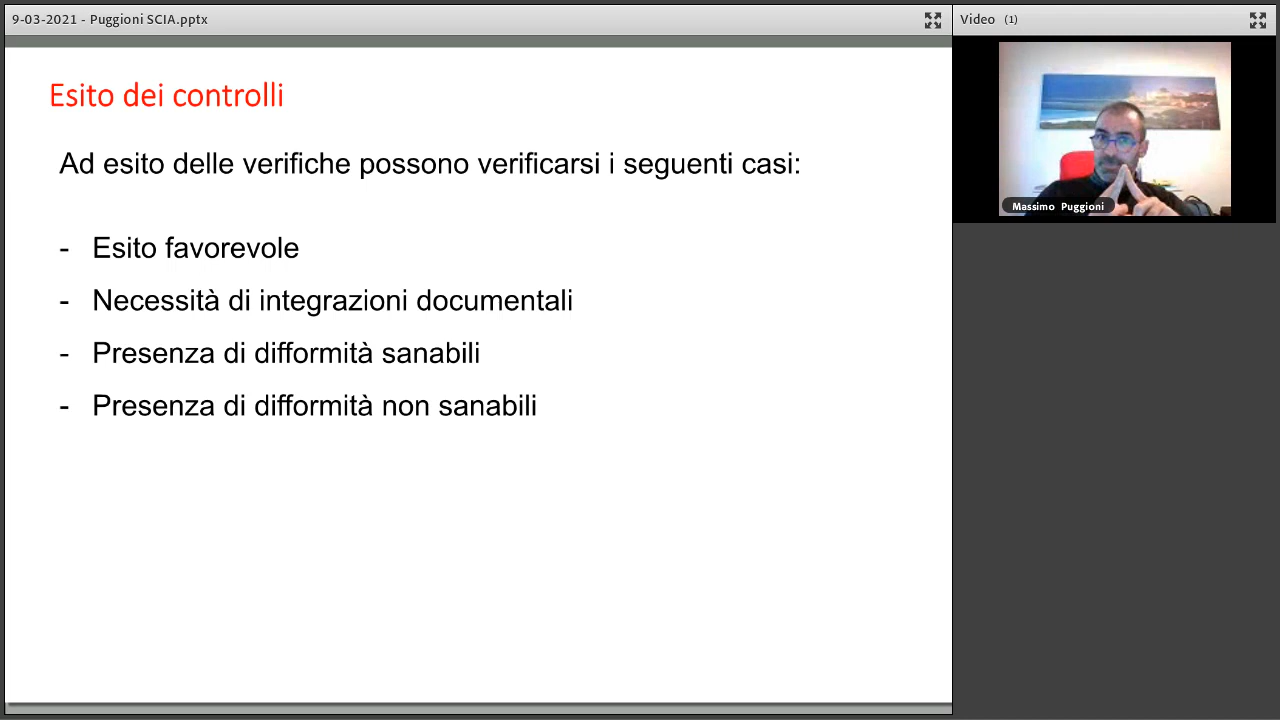 9-03-2021 - Puggioni SCIA.pptx
Video (1)
Esito dei controlli
Ad esito delle verifiche possono verificarsi i seguenti casi:
- Esito favorevole
- Necessità di integrazioni documentali
- Presenza di difformità sanabili
- Presenza di difformità non sanabili
Massimo Puggioni